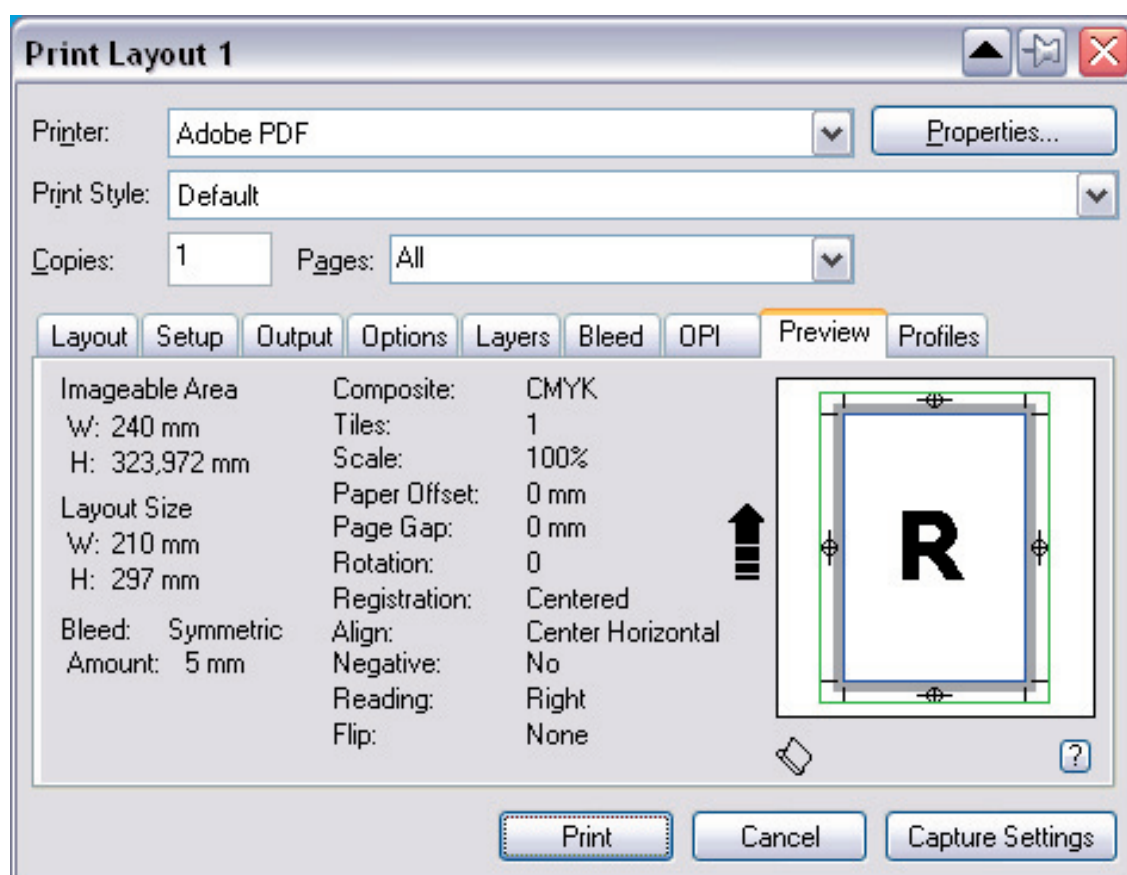 Print Layout 1
Printer: Adobe PDF Properties...
Print Style: Default
Copies: 1 Pages: All
Layout Setup Output Options Layers Bleed OPI Preview Profiles
Imageable Area Composite: CMYK
W: 240 mm Tiles: 1
H: 323,972 mm Scale: 100%
Layout Size Paper Offset: 0 mm
W: 210 mm Page Gap: 0 mm
H: 297 mm Rotation: 0
Registration: Centered
Bleed: Symmetric Align: Center Horizontal
Amount: 5 mm Negative: No
Reading: Right
Flip: None
R
?
Print Cancel Capture Settings